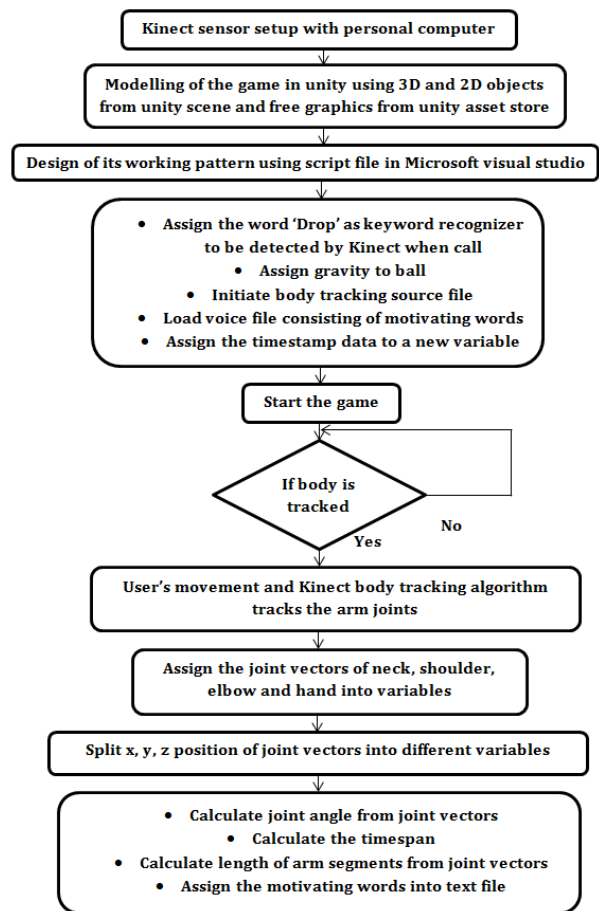 Kinect sensor setup with personal computer
Modelling of the game in unity using 3D and 2D objects
from unity scene and free graphics from unity asset store
Design of its working pattern using script file in Microsoft visual studio
• Assign the word ‘Drop’ as keyword recognizer
to be detected by Kinect when call
• Assign gravity to ball
• Initiate body tracking source file
• Load voice file consisting of motivating words
• Assign the timestamp data to a new variable
Start the game
If body is
tracked
No
Yes
User’s movement and Kinect body tracking algorithm
tracks the arm joints
Assign the joint vectors of neck, shoulder,
elbow and hand into variables
Split x, y, z position of joint vectors into different variables
• Calculate joint angle from joint vectors
• Calculate the timespan
• Calculate length of arm segments from joint vectors
• Assign the motivating words into text file